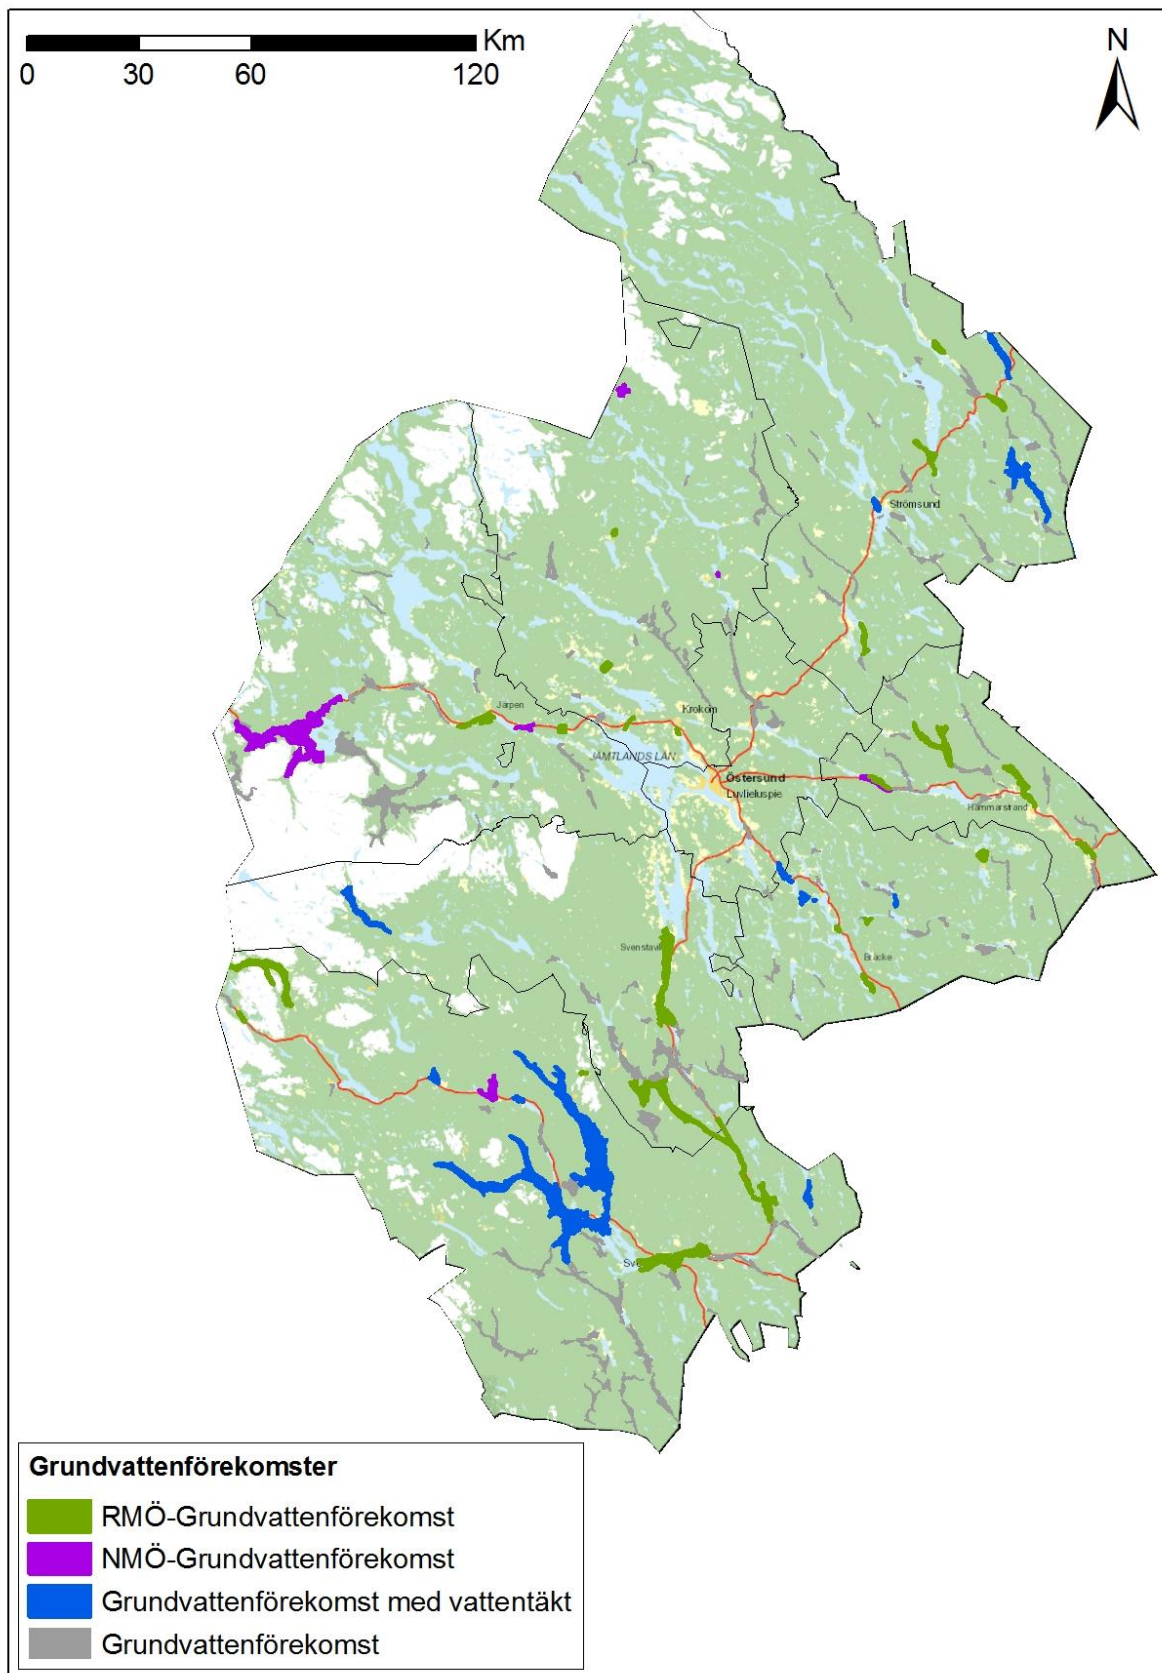 Km
0 30 60 120
N
Strömsund
Järpen
Krokom
JÄMTLANDS LÄN
Östersund
Luvlieluspie
Hammarstrand
Svenstavik
Bräcke
Grundvattenförekomster
RMÖ-Grundvattenförekomst
NMÖ-Grundvattenförekomst
Grundvattenförekomst med vattentäkt
Grundvattenförekomst